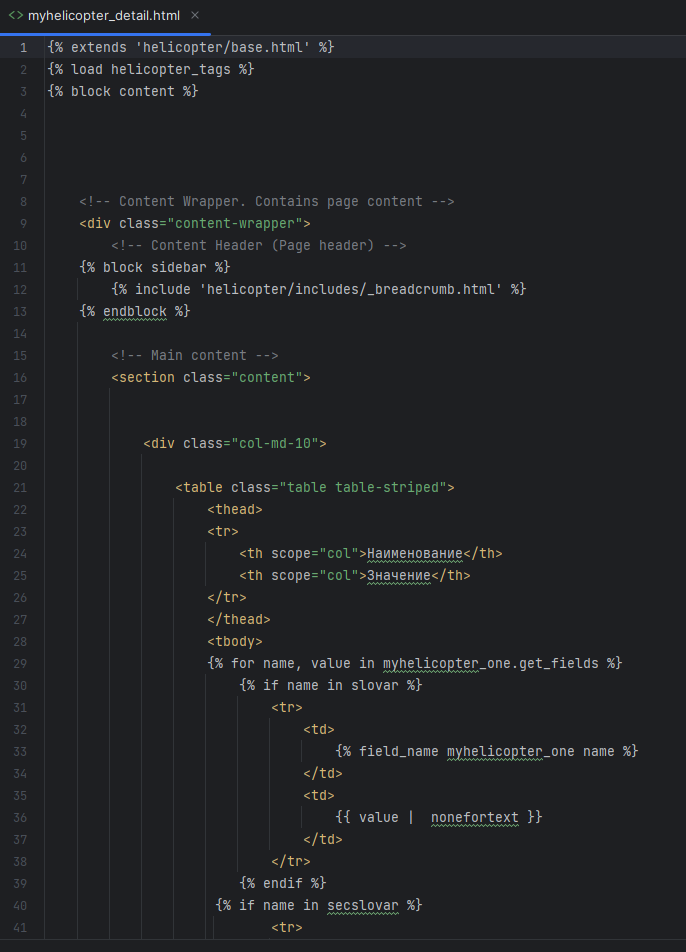 <> myhelicopter_detail.html ×
1 {% extends 'helicopter/base.html' %}
2 {% load helicopter_tags %}
3 {% block content %}
4
5
6
7
8 <!-- Content Wrapper. Contains page content -->
9 <div class="content-wrapper">
10 <!-- Content Header (Page header) -->
11 {% block sidebar %}
12 {% include 'helicopter/includes/_breadcrumb.html' %}
13 {% endblock %}
14
15 <!-- Main content -->
16 <section class="content">
17
18
19 <div class="col-md-10">
20
21 <table class="table table-striped">
22 <thead>
23 <tr>
24 <th scope="col">Наименование</th>
25 <th scope="col">Значение</th>
26 </tr>
27 </thead>
28 <tbody>
29 {% for name, value in myhelicopter_one.get_fields %}
30 {% if name in slovar %}
31 <tr>
32 <td>
33 {% field_name myhelicopter_one name %}
34 </td>
35 <td>
36 {{ value |  nonefortext }}
37 </td>
38 </tr>
39 {% endif %}
40 {% if name in secslovar %}
41 <tr>